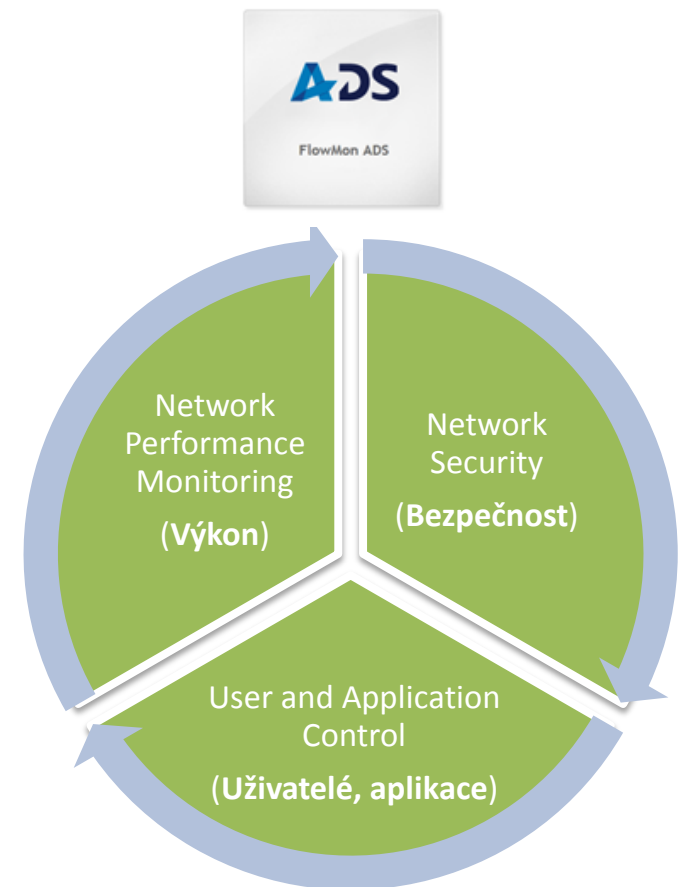 ADS
FlowMon ADS
Network
Performance
Monitoring
(Výkon)
Network
Security
(Bezpečnost)
User and Application
Control
(Uživatelé, aplikace)